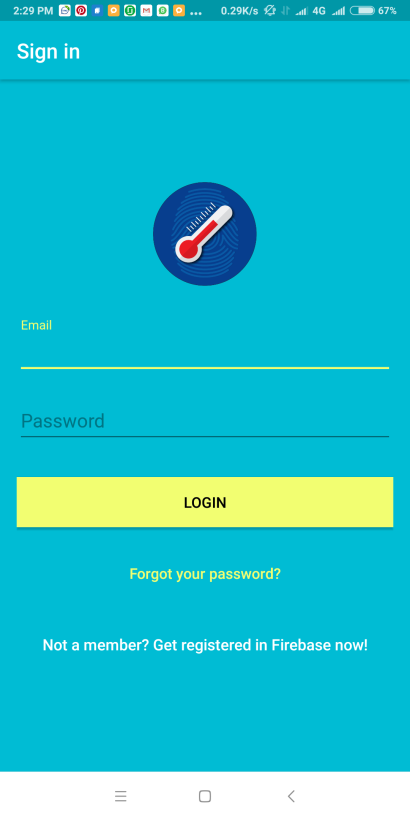 2:29 PM ... 0.29K/s 4G 67%
Sign in
Email
Password
LOGIN
Forgot your password?
Not a member? Get registered in Firebase now!